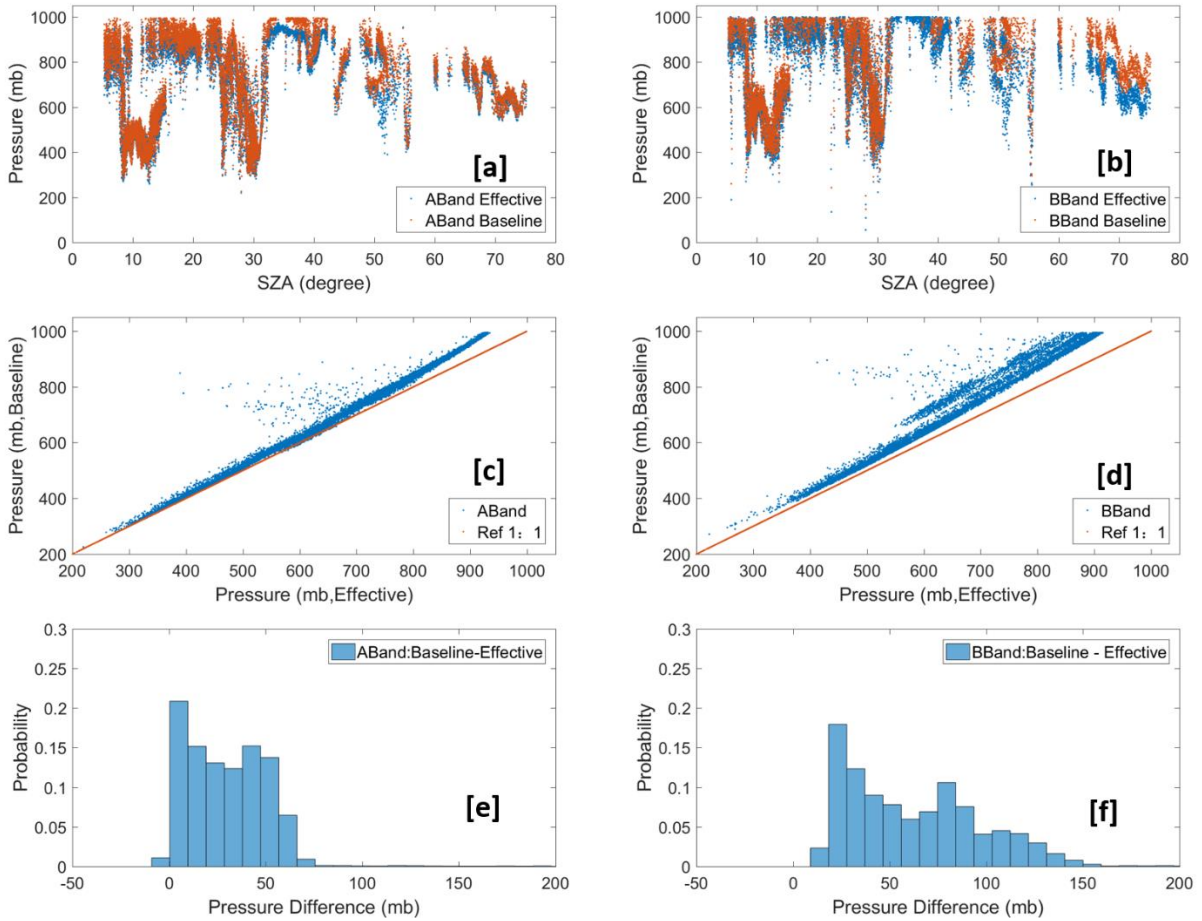 1000
800
600
400
200
0
Pressure (mb)
[a]
ABand Effective
ABand Baseline
0 10 20 30 40 50 60 70 80
SZA (degree)
1000
800
600
400
200
0
Pressure (mb)
[b]
BBand Effective
BBand Baseline
0 10 20 30 40 50 60 70 80
SZA (degree)
1000
800
600
400
200
Pressure (mb,Baseline)
[c]
ABand
Ref 1: 1
200 300 400 500 600 700 800 900 1000
Pressure (mb,Effective)
1000
800
600
400
200
Pressure (mb,Baseline)
[d]
BBand
Ref 1: 1
200 300 400 500 600 700 800 900 1000
Pressure (mb,Effective)
0.3
0.25
0.2
0.15
0.1
0.05
0
Probability
ABand:Baseline-Effective
[e]
-50 0 50 100 150 200
Pressure Difference (mb)
0.3
0.25
0.2
0.15
0.1
0.05
0
Probability
BBand:Baseline - Effective
[f]
-50 0 50 100 150 200
Pressure Difference (mb)